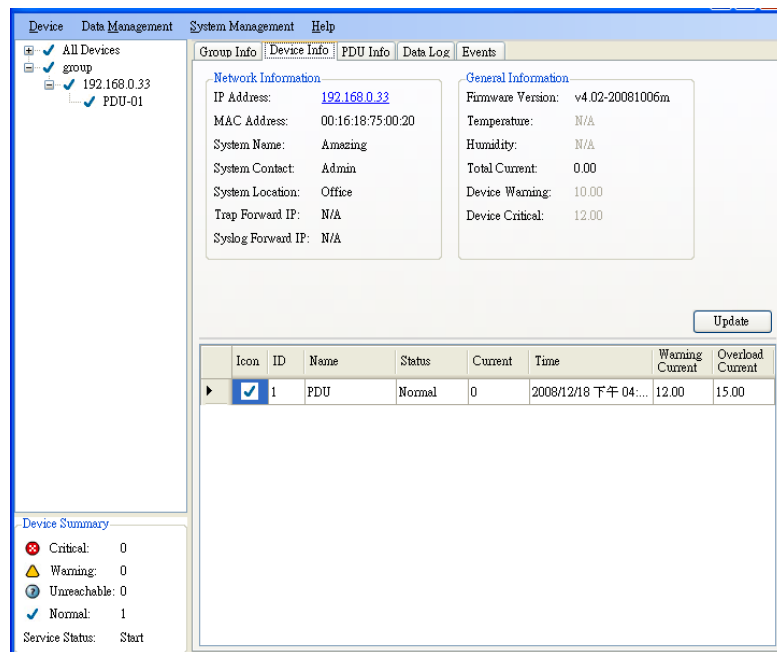 Device Data Management System Management Help
All Devices
group
192.168.0.33
PDU-01
Device Summary
Critical: 0
Warning: 0
Unreachable: 0
Normal: 1
Service Status: Start
Group Info Device Info PDU Info Data Log Events
Network Information
IP Address: 192.168.0.33
MAC Address: 00:16:18:75:00:20
System Name: Amazing
System Contact: Admin
System Location: Office
Trap Forward IP: N/A
Syslog Forward IP: N/A
General Information
Firmware Version: v4.02-20081006m
Temperature: N/A
Humidity: N/A
Total Current: 0.00
Device Warning: 10.00
Device Critical: 12.00
Update
Icon ID Name Status Current Time Warning Current Overload Current
1 PDU Normal 0 2008/12/18 下午 04:... 12.00 15.00